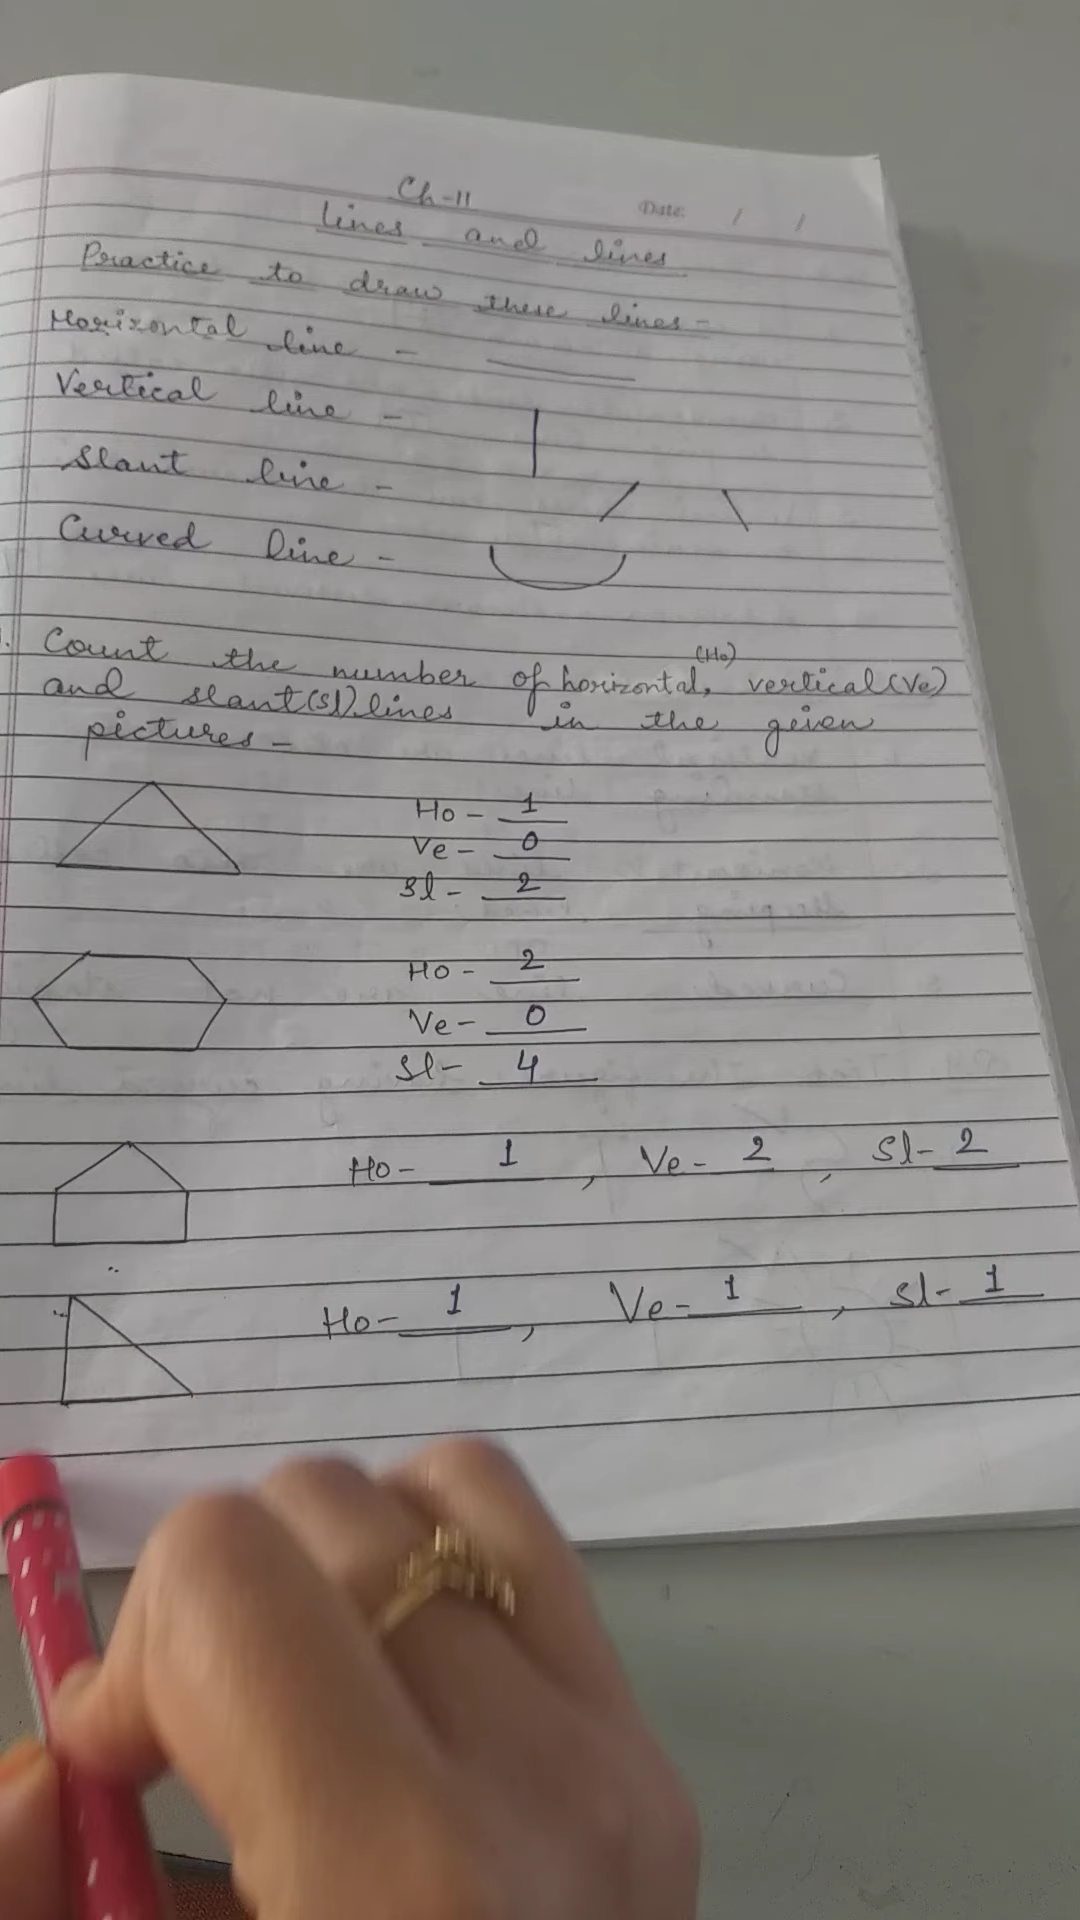 Ch-11
Date: / /
lines and lines
Practice to draw these lines -
Horizontal line -
Vertical line -
Slant line -
Curved line -
Count the number of horizontal(Ho), vertical(Ve)
and slant(Sl) lines in the given
pictures -
Ho - 1
Ve - 0
Sl - 2
Ho - 2
Ve - 0
Sl - 4
Ho - 1, Ve - 2, Sl - 2
Ho - 1, Ve - 1, Sl - 1